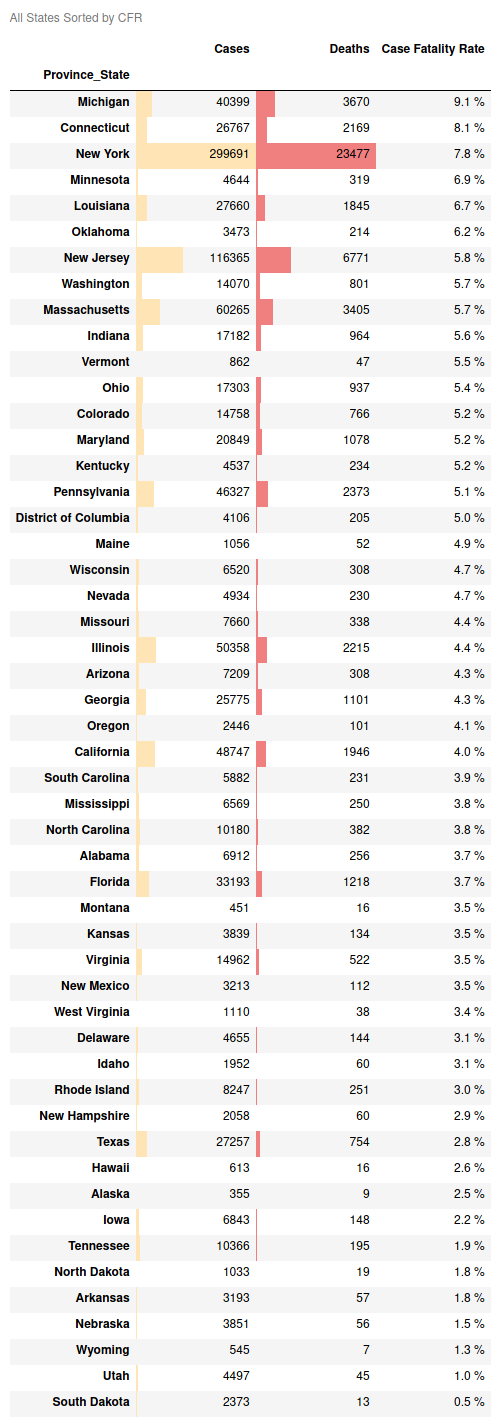 All States Sorted by CFR
Cases Deaths Case Fatality Rate
Province_State
Michigan 40399 3670 9.1 %
Connecticut 26767 2169 8.1 %
New York 299691 23477 7.8 %
Minnesota 4644 319 6.9 %
Louisiana 27660 1845 6.7 %
Oklahoma 3473 214 6.2 %
New Jersey 116365 6771 5.8 %
Washington 14070 801 5.7 %
Massachusetts 60265 3405 5.7 %
Indiana 17182 964 5.6 %
Vermont 862 47 5.5 %
Ohio 17303 937 5.4 %
Colorado 14758 766 5.2 %
Maryland 20849 1078 5.2 %
Kentucky 4537 234 5.2 %
Pennsylvania 46327 2373 5.1 %
District of Columbia 4106 205 5.0 %
Maine 1056 52 4.9 %
Wisconsin 6520 308 4.7 %
Nevada 4934 230 4.7 %
Missouri 7660 338 4.4 %
Illinois 50358 2215 4.4 %
Arizona 7209 308 4.3 %
Georgia 25775 1101 4.3 %
Oregon 2446 101 4.1 %
California 48747 1946 4.0 %
South Carolina 5882 231 3.9 %
Mississippi 6569 250 3.8 %
North Carolina 10180 382 3.8 %
Alabama 6912 256 3.7 %
Florida 33193 1218 3.7 %
Montana 451 16 3.5 %
Kansas 3839 134 3.5 %
Virginia 14962 522 3.5 %
New Mexico 3213 112 3.5 %
West Virginia 1110 38 3.4 %
Delaware 4655 144 3.1 %
Idaho 1952 60 3.1 %
Rhode Island 8247 251 3.0 %
New Hampshire 2058 60 2.9 %
Texas 27257 754 2.8 %
Hawaii 613 16 2.6 %
Alaska 355 9 2.5 %
Iowa 6843 148 2.2 %
Tennessee 10366 195 1.9 %
North Dakota 1033 19 1.8 %
Arkansas 3193 57 1.8 %
Nebraska 3851 56 1.5 %
Wyoming 545 7 1.3 %
Utah 4497 45 1.0 %
South Dakota 2373 13 0.5 %